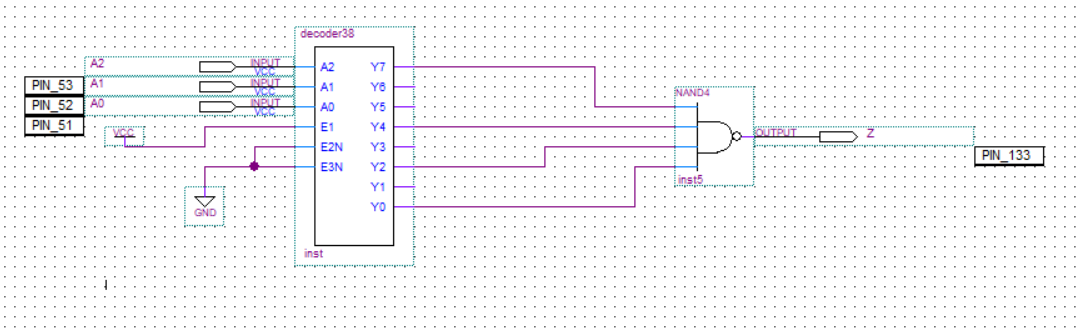 decoder38
A2 INPUT VCC A2 Y7
PIN_53 A1 INPUT VCC A1 Y6 NAND4
PIN_52 A0 INPUT VCC A0 Y5
PIN_51 VCC E1 Y4 OUTPUT Z
E2N Y3
E3N Y2 PIN_133
Y1 inst5
GND Y0
inst